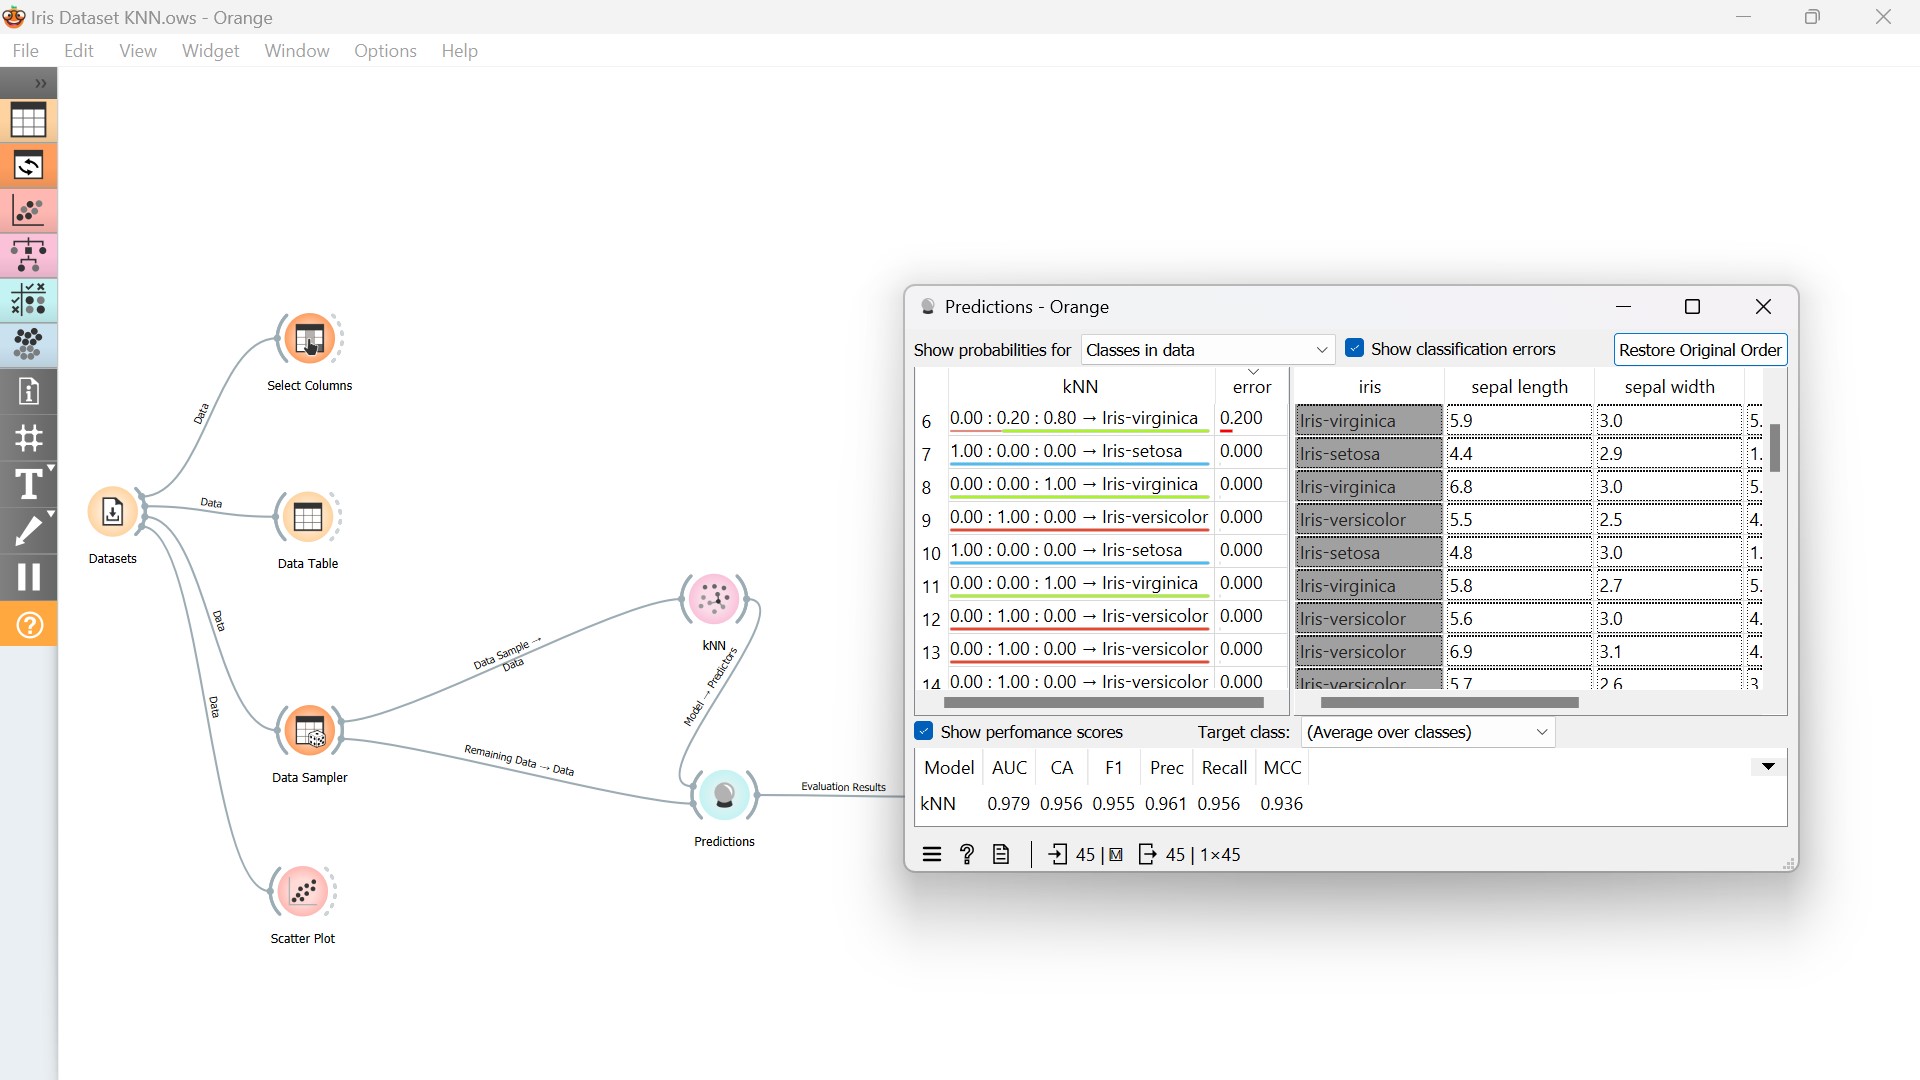 Iris Dataset KNN.ows - Orange
File Edit View Widget Window Options Help
Select Columns
Data
Datasets
Data
Data Table
Data
Data
Data Sampler
Scatter Plot
Data Sample → Data
Remaining Data → Data
kNN
Model → Predictors
Predictions
Evaluation Results
Predictions - Orange
Show probabilities for Classes in data Show classification errors Restore Original Order
kNN error iris sepal length sepal width
6 0.00 : 0.20 : 0.80 → Iris-virginica 0.200 Iris-virginica 5.9 3.0 5.
7 1.00 : 0.00 : 0.00 → Iris-setosa 0.000 Iris-setosa 4.4 2.9 1.
8 0.00 : 0.00 : 1.00 → Iris-virginica 0.000 Iris-virginica 6.8 3.0 5.
9 0.00 : 1.00 : 0.00 → Iris-versicolor 0.000 Iris-versicolor 5.5 2.5 4.
10 1.00 : 0.00 : 0.00 → Iris-setosa 0.000 Iris-setosa 4.8 3.0 1.
11 0.00 : 0.00 : 1.00 → Iris-virginica 0.000 Iris-virginica 5.8 2.7 5.
12 0.00 : 1.00 : 0.00 → Iris-versicolor 0.000 Iris-versicolor 5.6 3.0 4.
13 0.00 : 1.00 : 0.00 → Iris-versicolor 0.000 Iris-versicolor 6.9 3.1 4.
14 0.00 : 1.00 : 0.00 → Iris-versicolor 0.000 Iris-versicolor 5.7 2.6 3.
Show perfomance scores Target class: (Average over classes)
Model AUC CA F1 Prec Recall MCC
kNN 0.979 0.956 0.955 0.961 0.956 0.936
45 | M 45 | 1×45